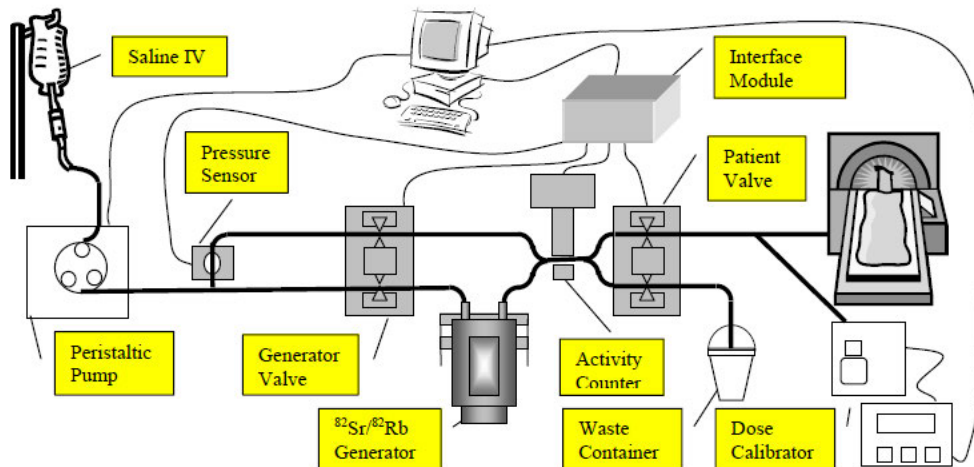 Saline IV
Interface
Module
Pressure
Sensor
Patient
Valve
Peristaltic
Pump
Generator
Valve
Activity
Counter
⁸²Sr/⁸²Rb
Generator
Waste
Container
Dose
Calibrator